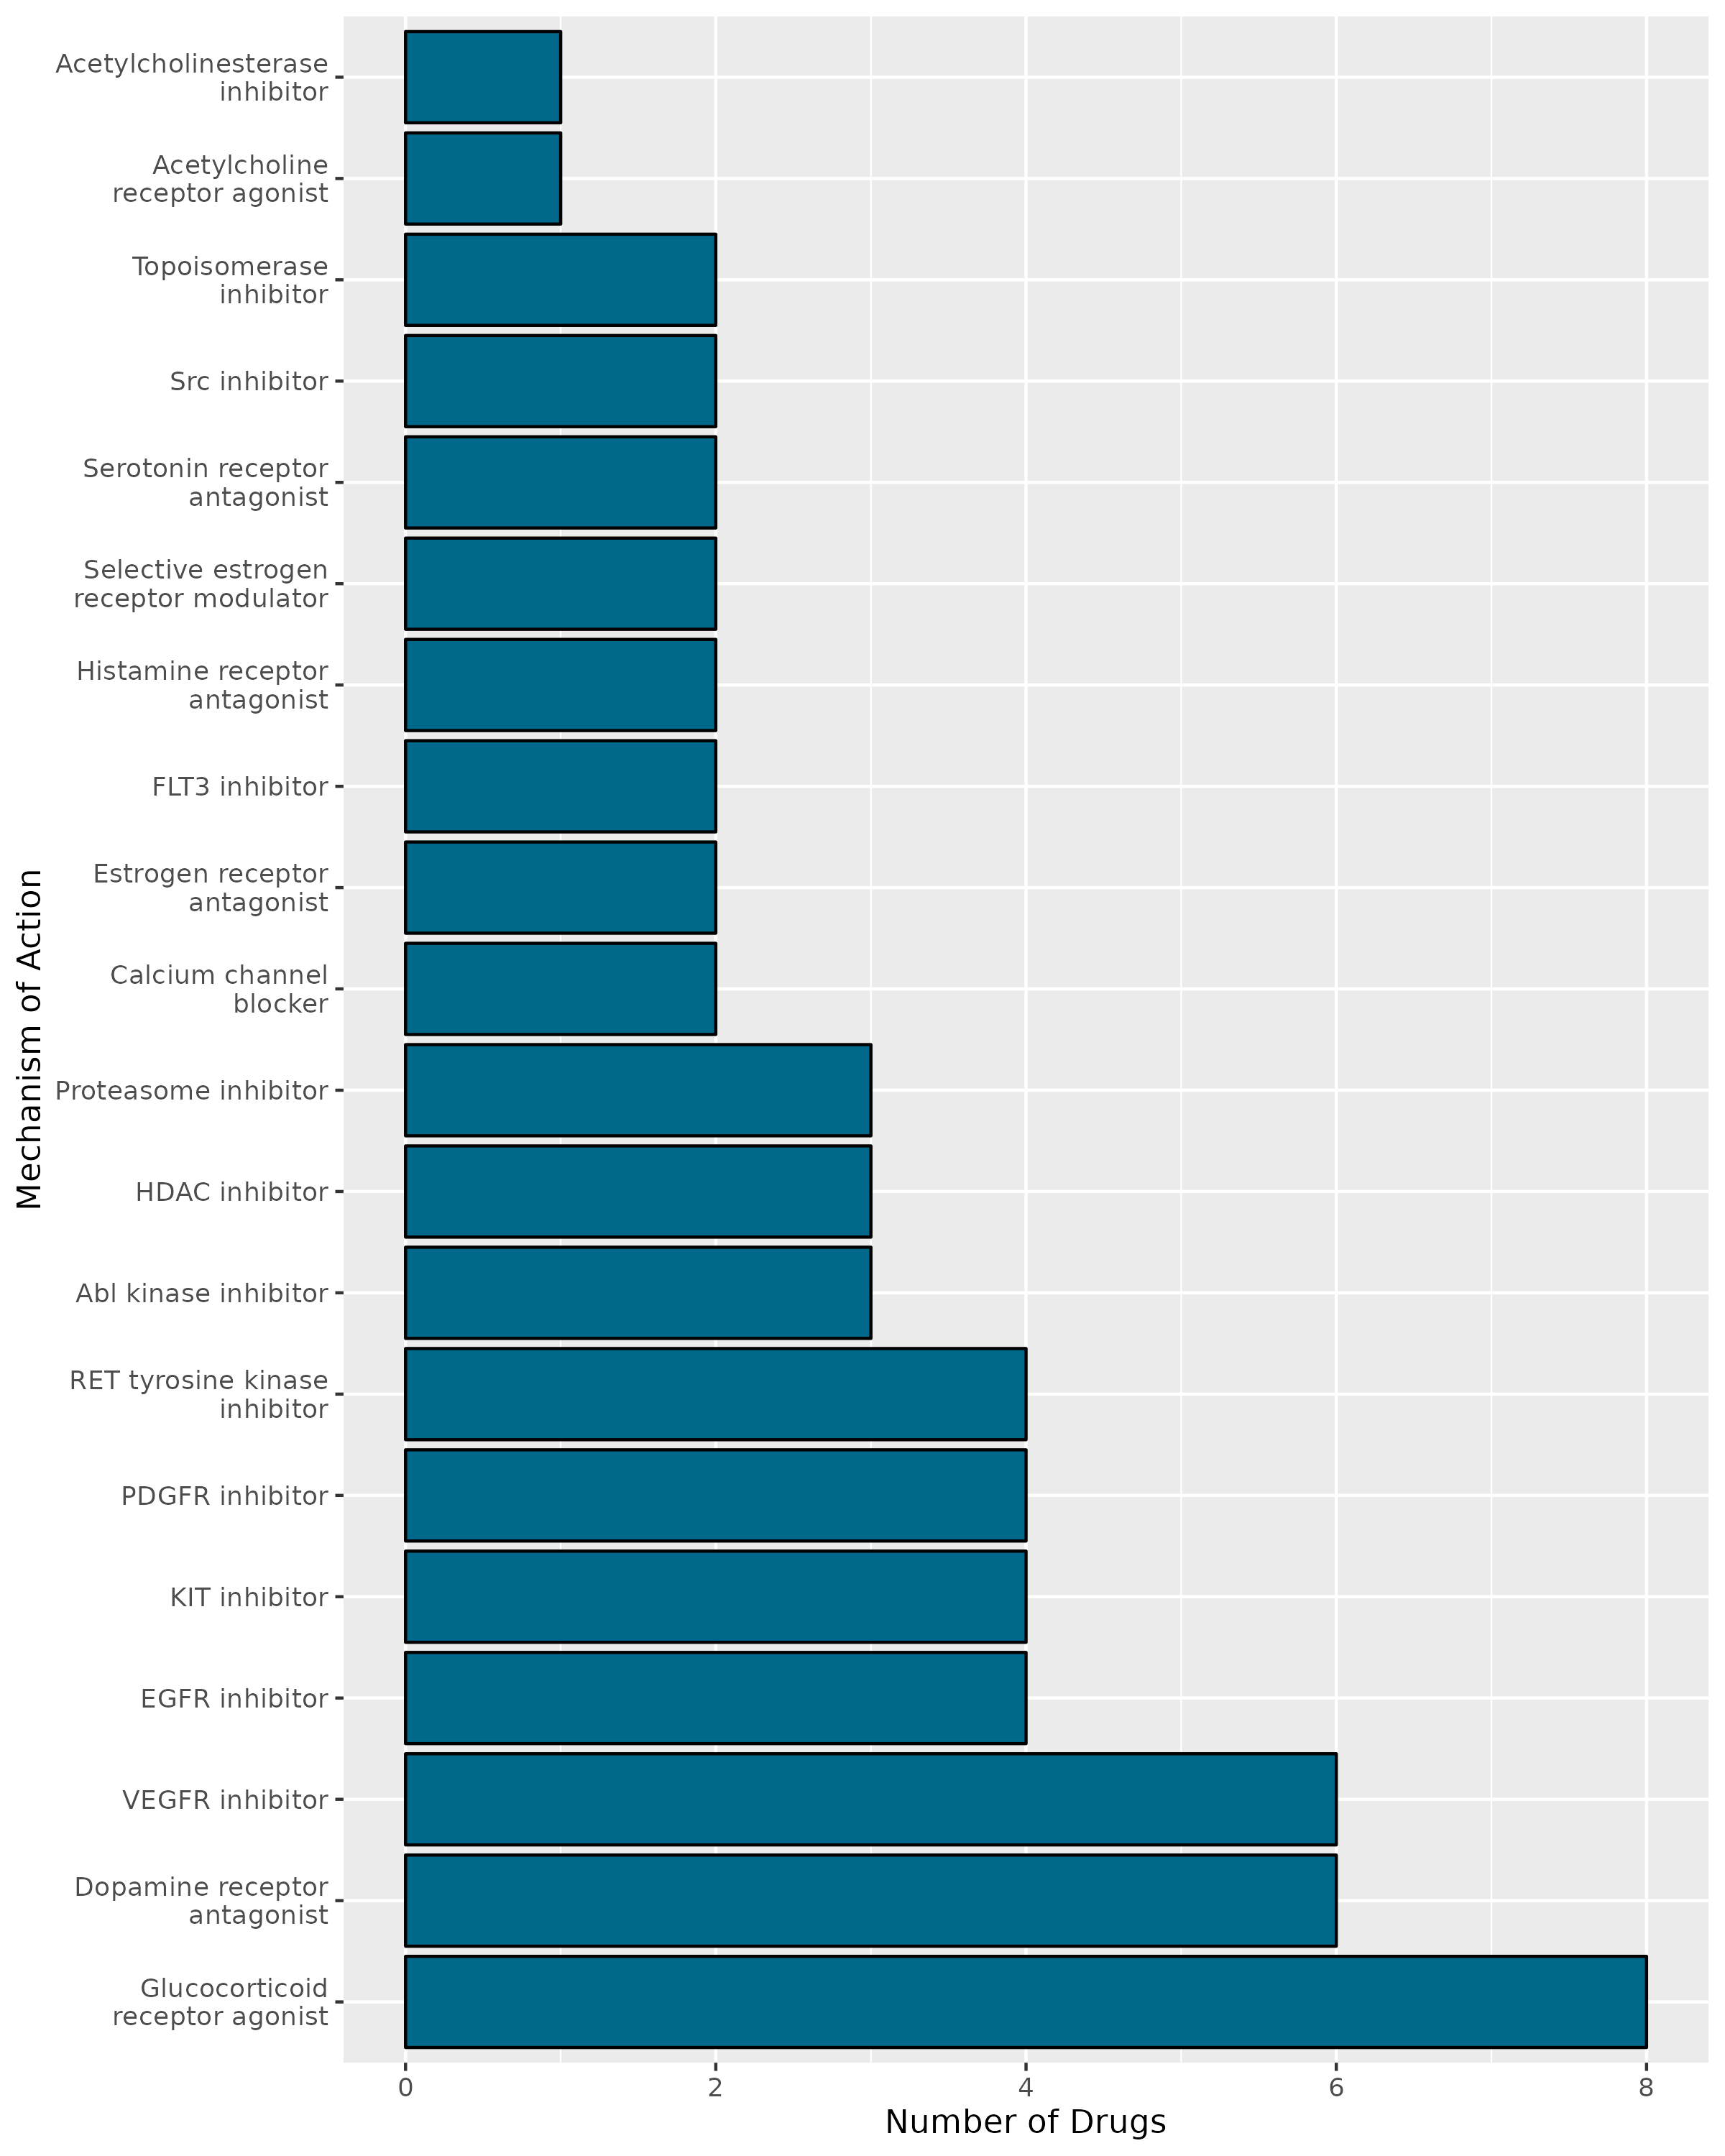 Acetylcholinesterase
inhibitor
Acetylcholine
receptor agonist
Topoisomerase
inhibitor
Src inhibitor
Serotonin receptor
antagonist
Selective estrogen
receptor modulator
Histamine receptor
antagonist
FLT3 inhibitor
Estrogen receptor
antagonist
Calcium channel
blocker
Proteasome inhibitor
HDAC inhibitor
Abl kinase inhibitor
RET tyrosine kinase
inhibitor
PDGFR inhibitor
KIT inhibitor
EGFR inhibitor
VEGFR inhibitor
Dopamine receptor
antagonist
Glucocorticoid
receptor agonist
Mechanism of Action
0 2 4 6 8
Number of Drugs